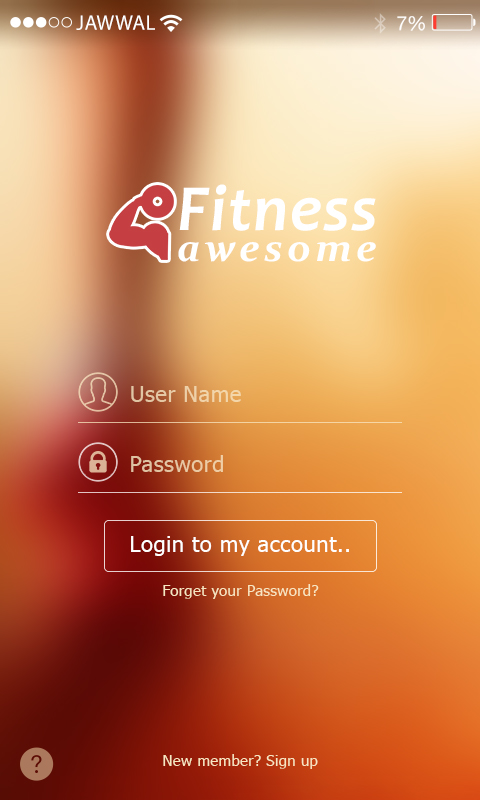 JAWWAL 7%
Fitness
awesome
User Name
Password
Login to my account..
Forget your Password?
? New member? Sign up